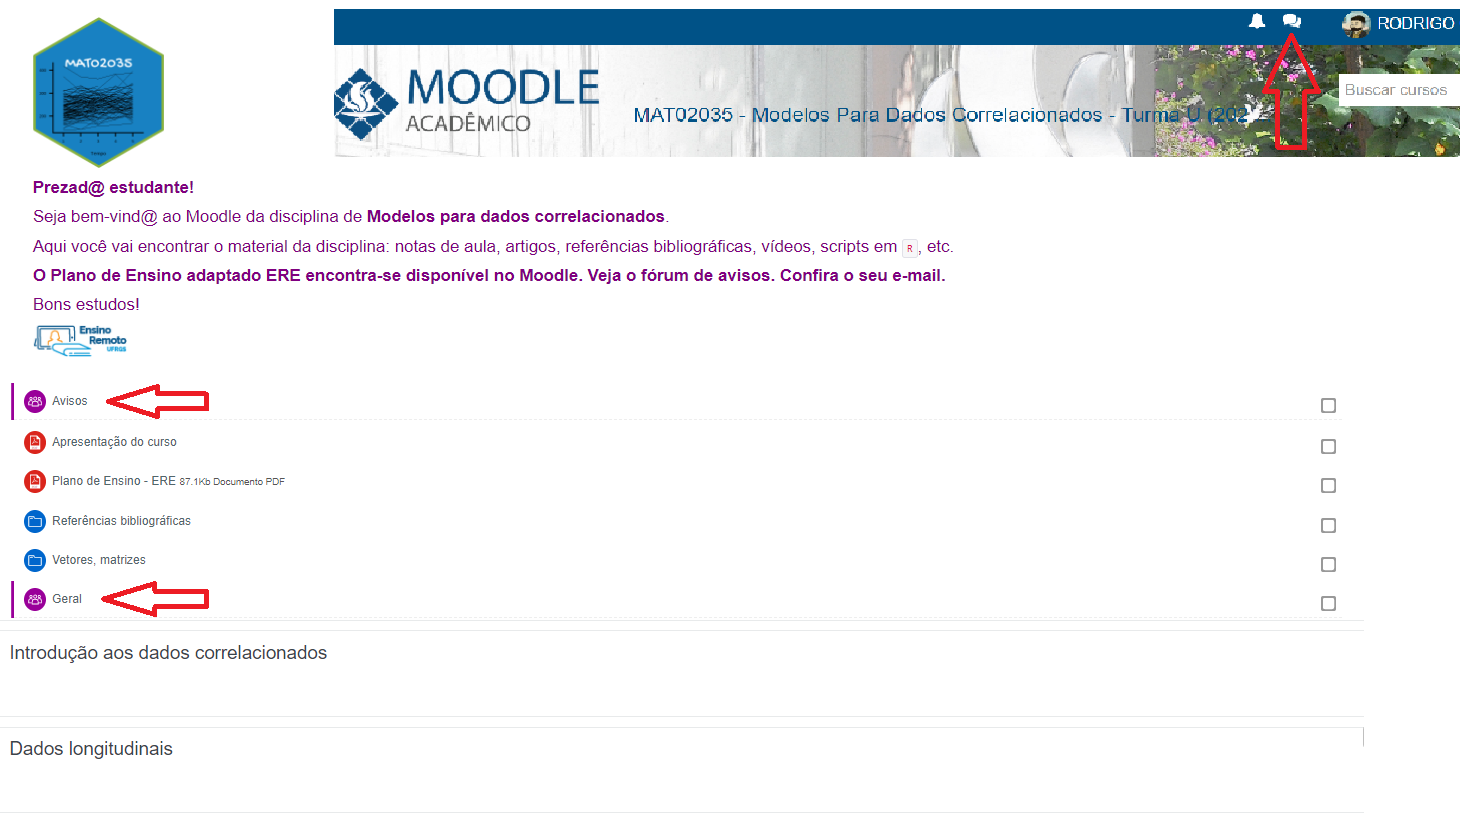 MAT02035
Tempo
RODRIGO
MOODLE
ACADÊMICO
Buscar cursos
MAT02035 - Modelos Para Dados Correlacionados - Turma U (202
Prezad@ estudante!
Seja bem-vind@ ao Moodle da disciplina de Modelos para dados correlacionados.
Aqui você vai encontrar o material da disciplina: notas de aula, artigos, referências bibliográficas, vídeos, scripts em R, etc.
O Plano de Ensino adaptado ERE encontra-se disponível no Moodle. Veja o fórum de avisos. Confira o seu e-mail.
Bons estudos!
Ensino
Remoto
UFRGS
Avisos
Apresentação do curso
Plano de Ensino - ERE 87.1Kb Documento PDF
Referências bibliográficas
Vetores, matrizes
Geral
Introdução aos dados correlacionados
Dados longitudinais